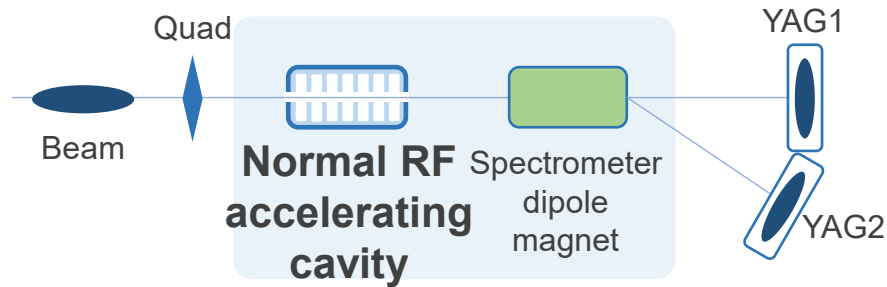 YAG1
Quad
Beam
Normal RF
accelerating
cavity
Spectrometer
dipole
magnet
YAG2